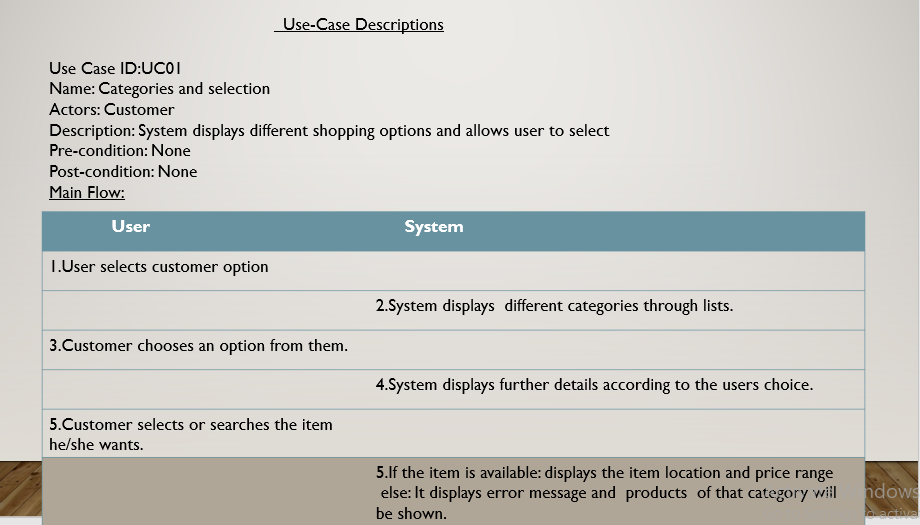 Use-Case Descriptions
Use Case ID:UC01
Name: Categories and selection
Actors: Customer
Description: System displays different shopping options and allows user to select
Pre-condition: None
Post-condition: None
Main Flow:
User System
1.User selects customer option
2.System displays different categories through lists.
3.Customer chooses an option from them.
4.System displays further details according to the users choice.
5.Customer selects or searches the item
he/she wants.
5.If the item is available: displays the item location and price range
else: It displays error message and products of that category will
be shown.